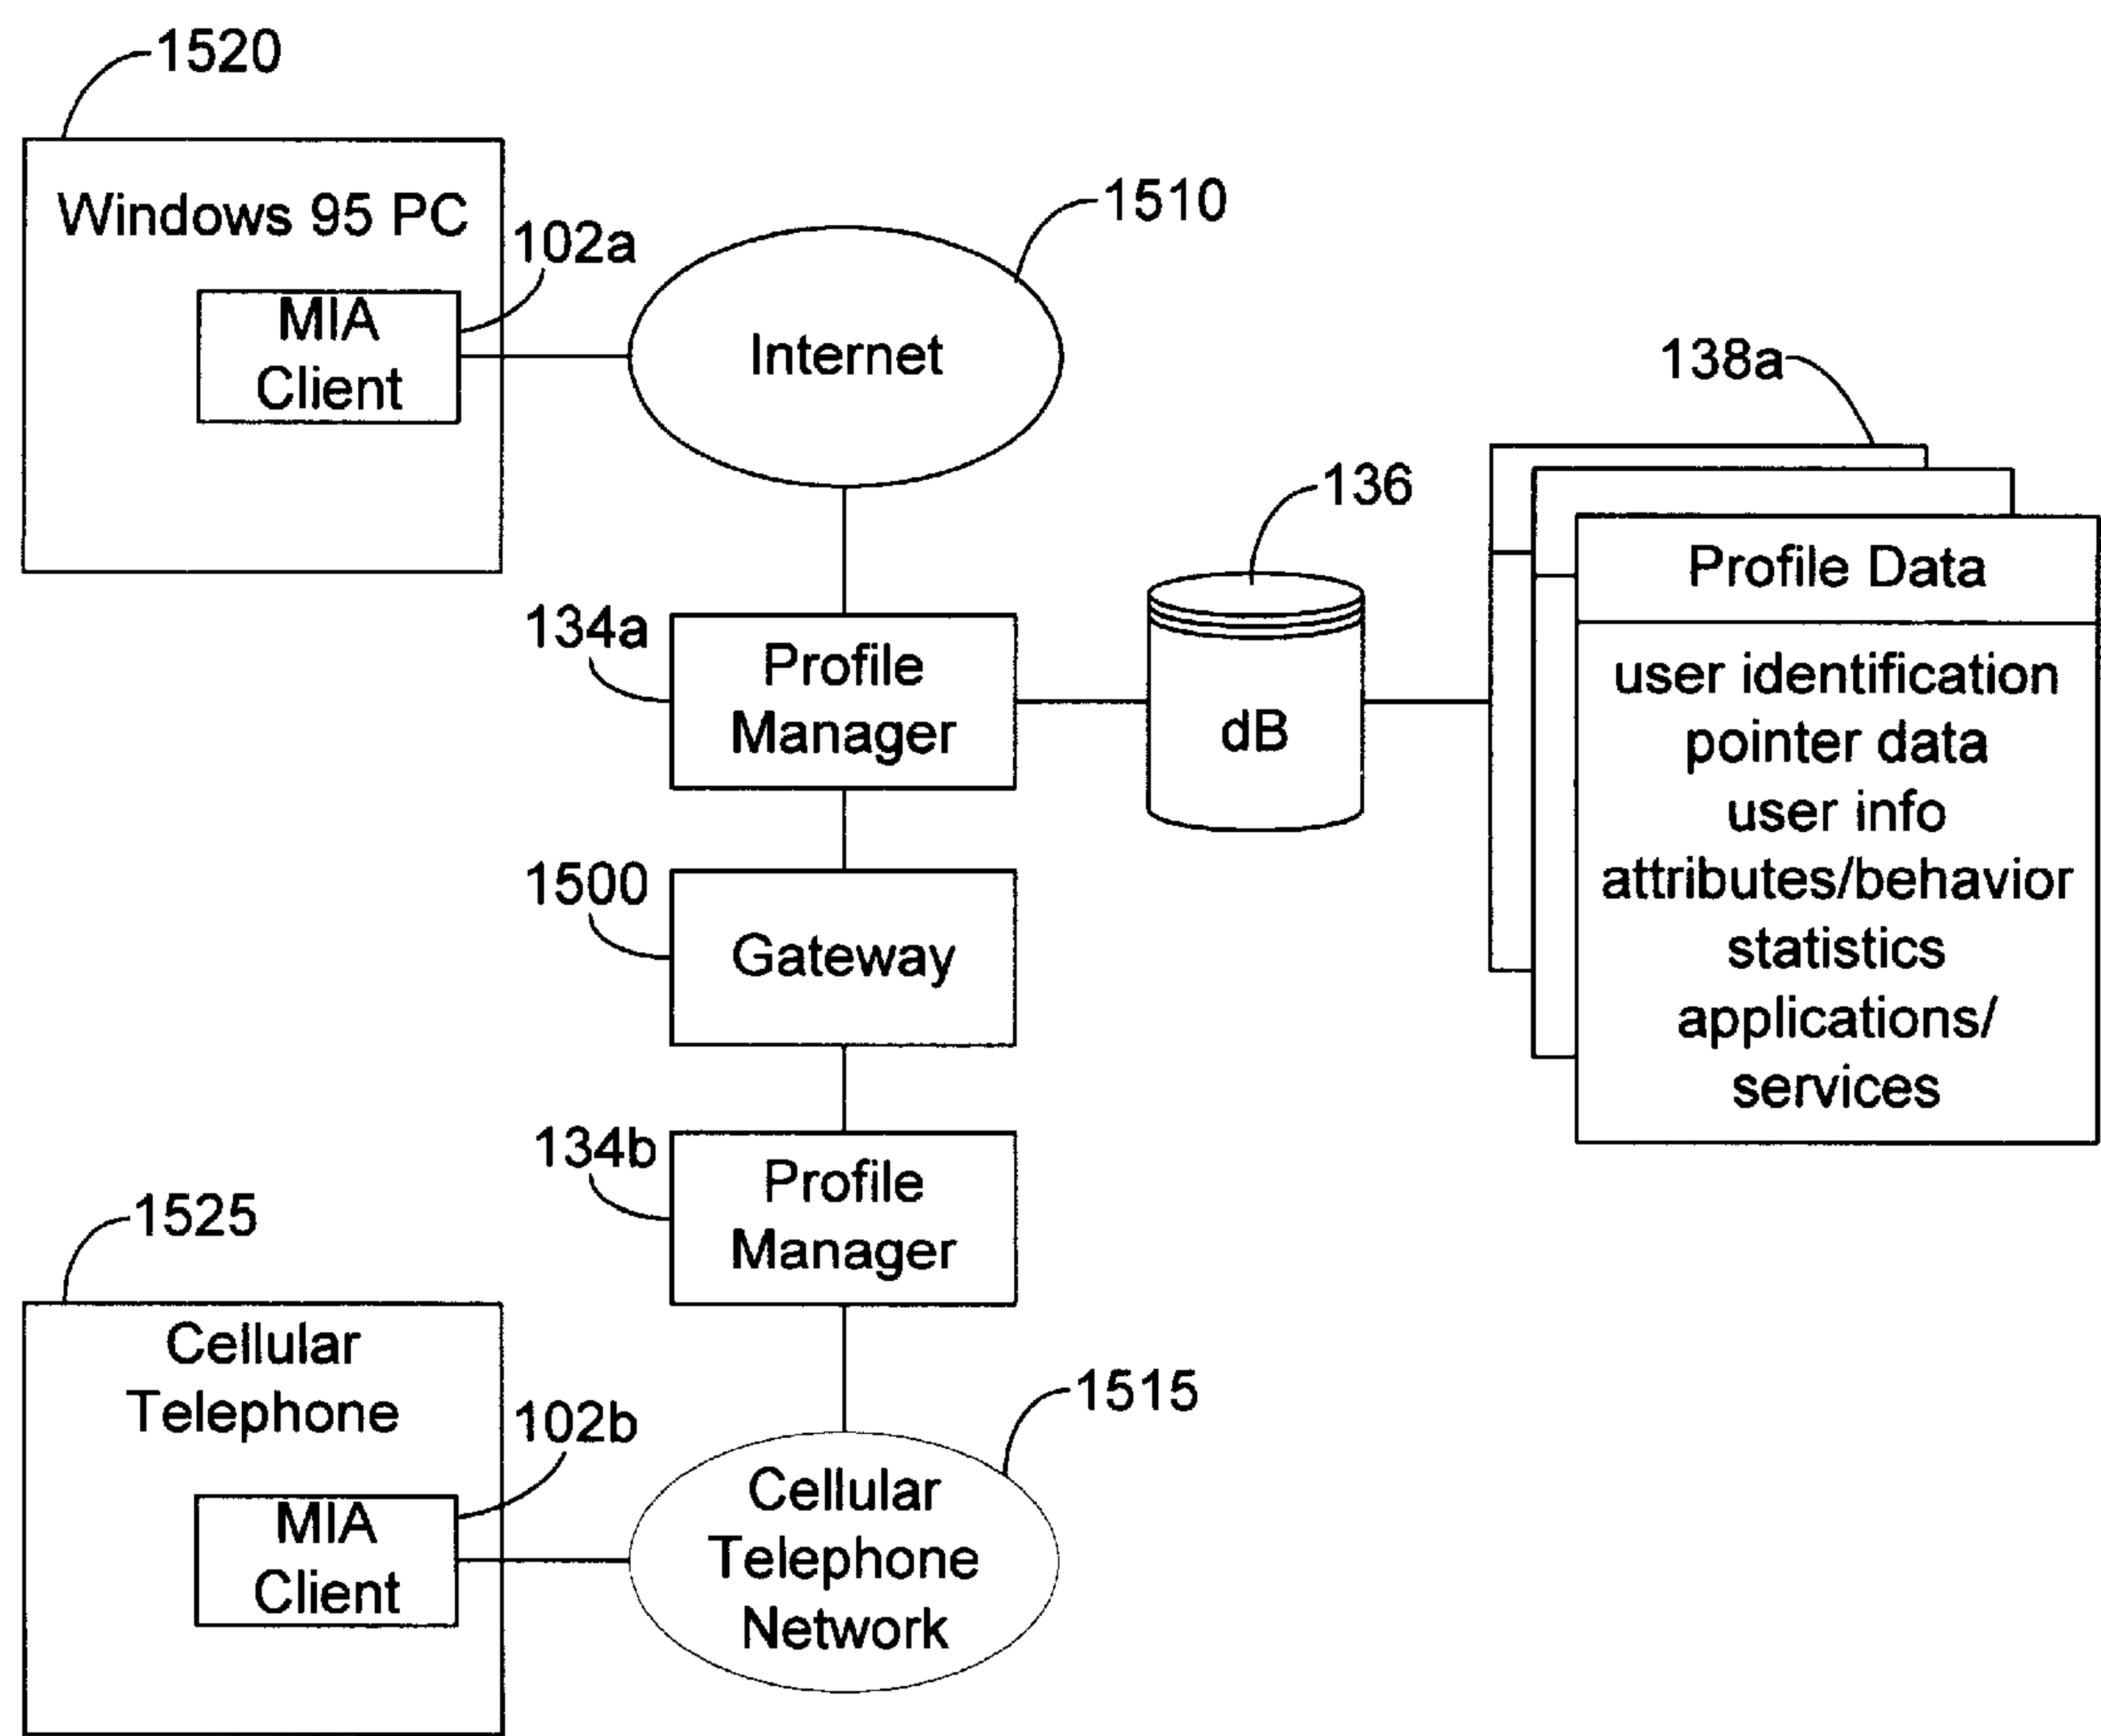 1520
Windows 95 PC
102a
MIA
Client
1510
Internet
138a
136
Profile Data
134a
Profile
Manager
dB
user identification
pointer data
user info
attributes/behavior
statistics
applications/
services
1500
Gateway
134b
Profile
Manager
1525
Cellular
Telephone
102b
MIA
Client
1515
Cellular
Telephone
Network